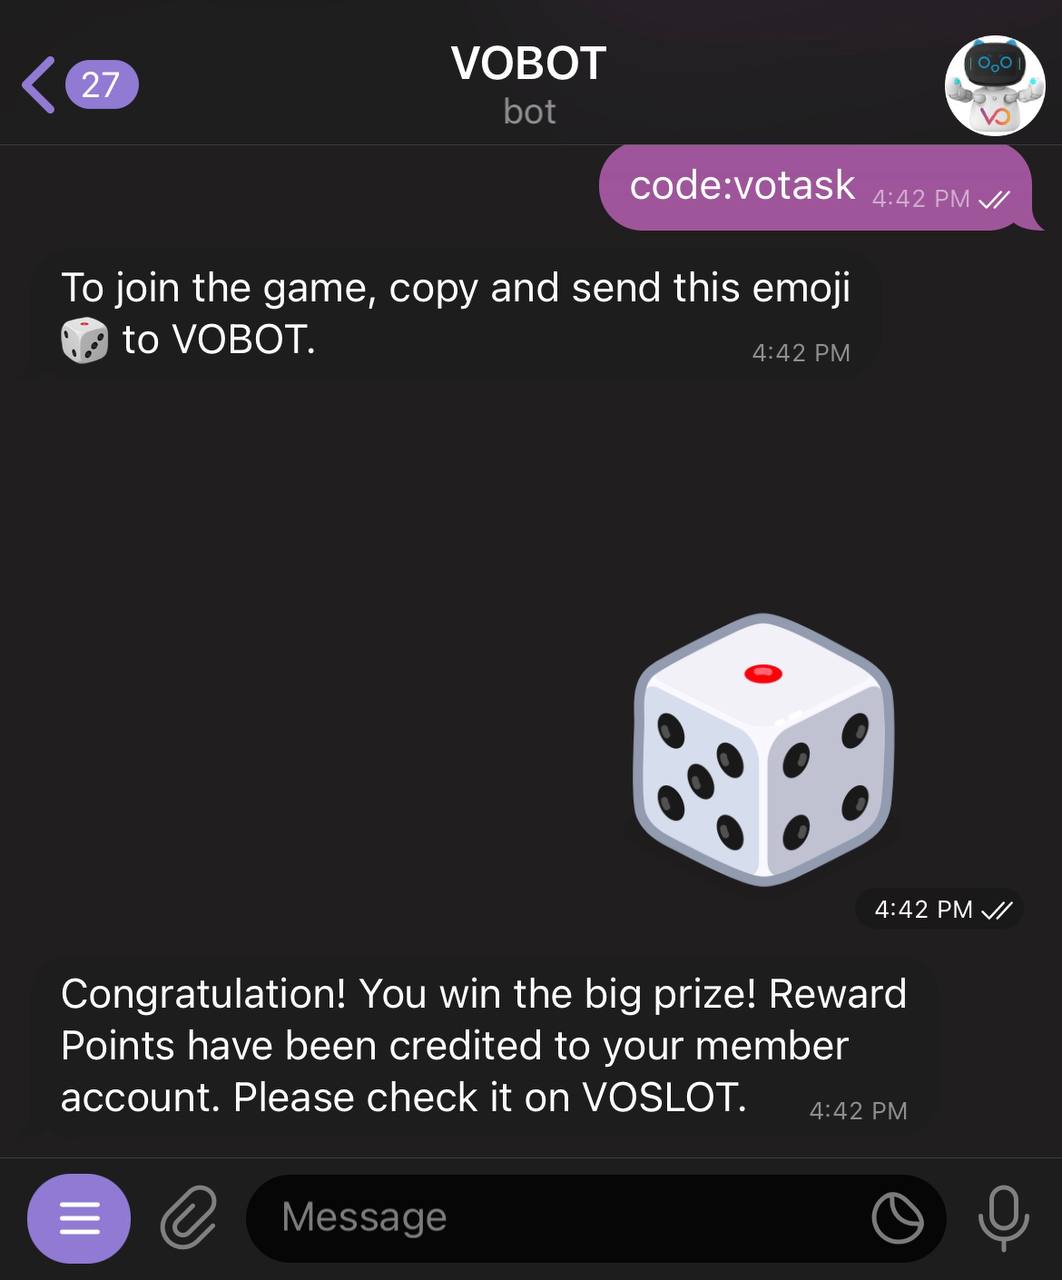 27
VOBOT
bot
VO
code:votask 4:42 PM
To join the game, copy and send this emoji
🎲 to VOBOT.
4:42 PM
4:42 PM
Congratulation! You win the big prize! Reward
Points have been credited to your member
account. Please check it on VOSLOT.
4:42 PM
Message